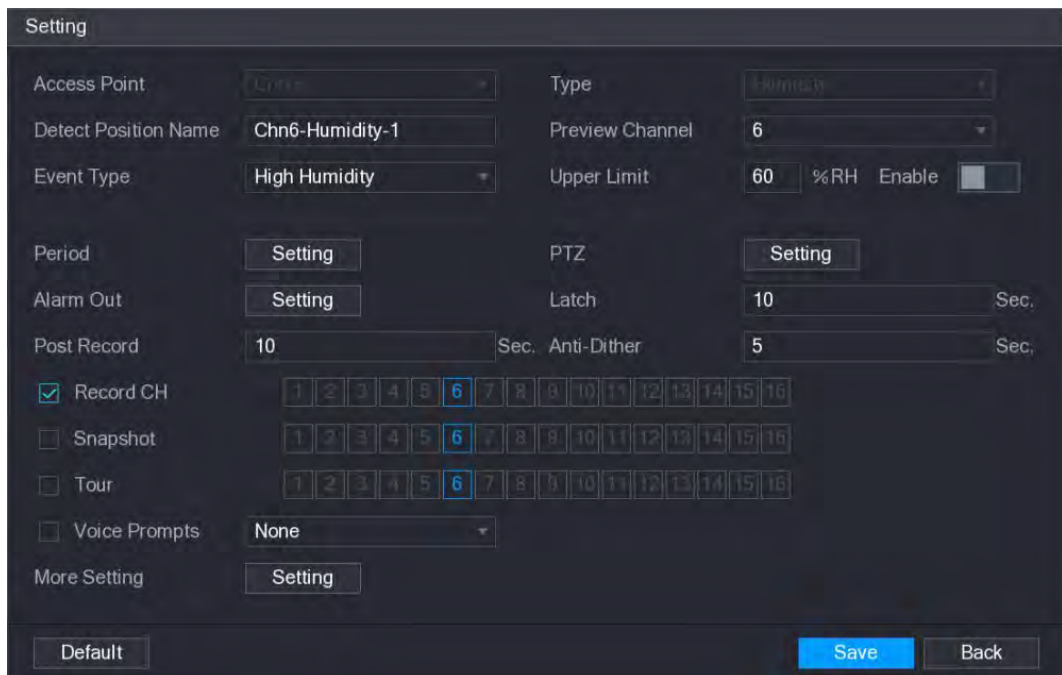 Setting
Access Point Type
Detect Position Name Chn6-Humidity-1 Preview Channel 6
Event Type High Humidity Upper Limit 60 %RH Enable
Period Setting PTZ Setting
Alarm Out Setting Latch 10 Sec.
Post Record 10 Sec. Anti-Dither 5 Sec.
Record CH 1 2 3 4 5 6 7 8 9 10 11 12 13 14 15 16
Snapshot 1 2 3 4 5 6 7 8 9 10 11 12 13 14 15 16
Tour 1 2 3 4 5 6 7 8 9 10 11 12 13 14 15 16
Voice Prompts None
More Setting Setting
Default Save Back